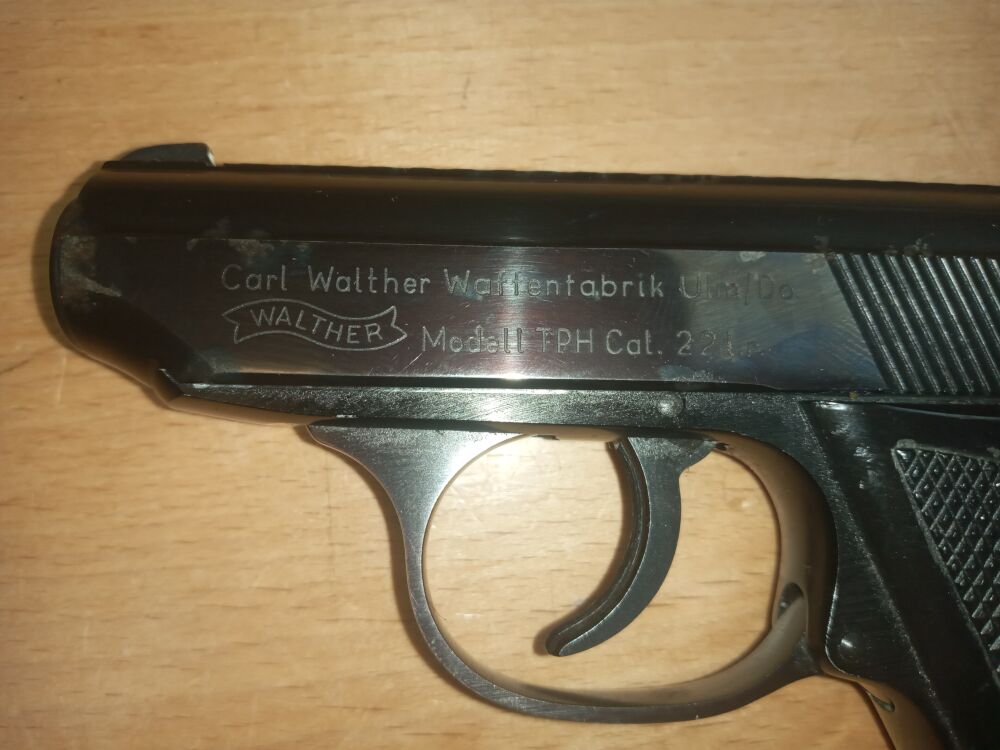 Carl Walther Waffenfabrik Ulm/Do
WALTHER
Modell TPH Cal. 22 l.r.